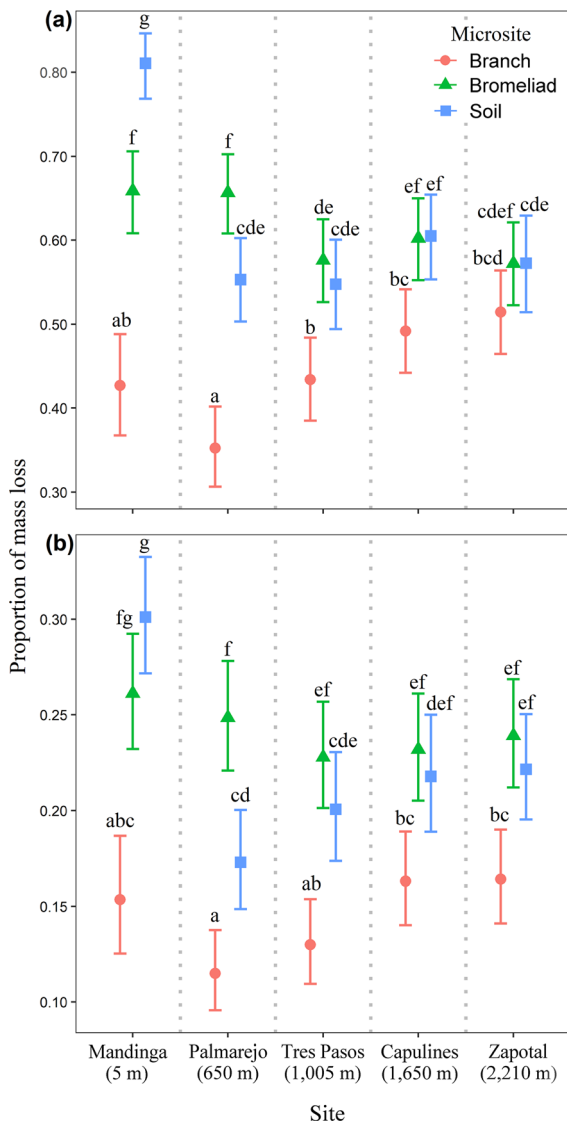 (a)
Microsite
Branch
Bromeliad
Soil
g
f
f
cde
de
cde
ef
ef
cdef
cde
ab
a
b
bc
bcd
0.80
0.70
0.60
0.50
0.40
0.30
Proportion of mass loss
(b)
g
fg
f
ef
cde
ef
def
ef
ef
abc
cd
a
ab
bc
bc
0.30
0.25
0.20
0.15
0.10
Mandinga
(5 m)
Palmarejo
(650 m)
Tres Pasos
(1,005 m)
Capulines
(1,650 m)
Zapotal
(2,210 m)
Site